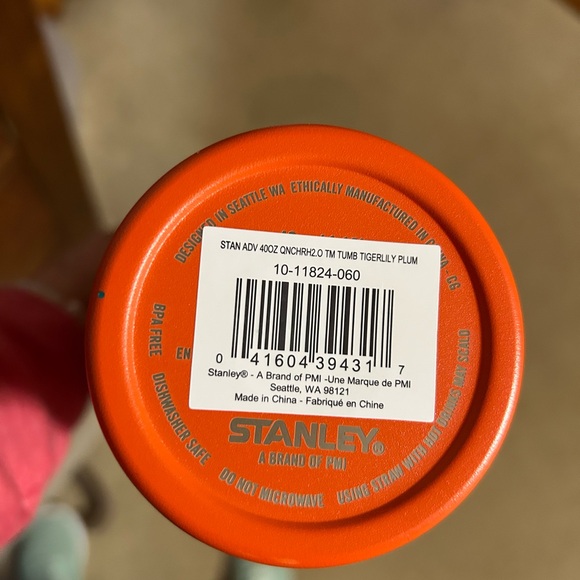 DESIGNED IN SEATTLE WA ETHICALLY MANUFACTURED IN CHINA - CG
STAN ADV 40OZ QNCHRH2.O TM TUMB TIGERLILY PLUM
10-11824-060
0 41604 39431 7
Stanley® - A Brand of PMI -Une Marque de PMI
Seattle, WA 98121
Made in China - Fabriqué en Chine
BPA FREE
EN
STANLEY®
A BRAND OF PMI
DISHWASHER SAFE
DO NOT MICROWAVE
USING STRAW WITH HOT DRINKS MAY SCALD